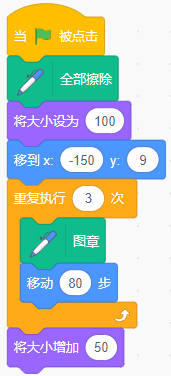 当 被点击
全部擦除
将大小设为 100
移到 x: -150 y: 9
重复执行 3 次
图章
移动 80 步
将大小增加 50